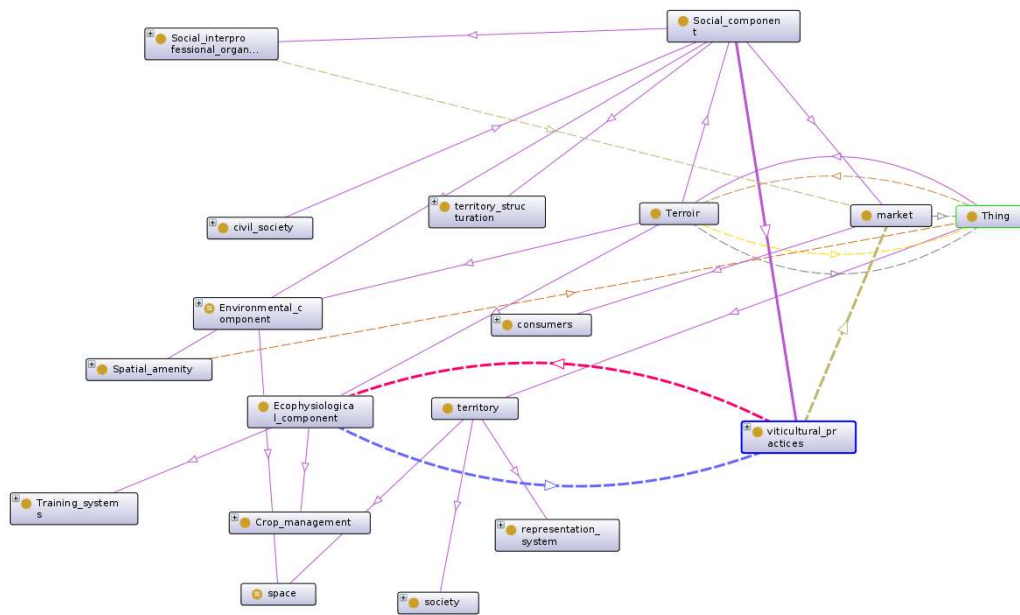 Social_interpro
fessional_organ...
Social_componen
t
civil_society
territory_struc
turation
Terroir
market
Thing
Environmental_c
omponent
consumers
Spatial_amenity
Ecophysiologica
l_component
territory
viticultural_pr
actices
Training_system
s
Crop_management
representation_
system
space
society